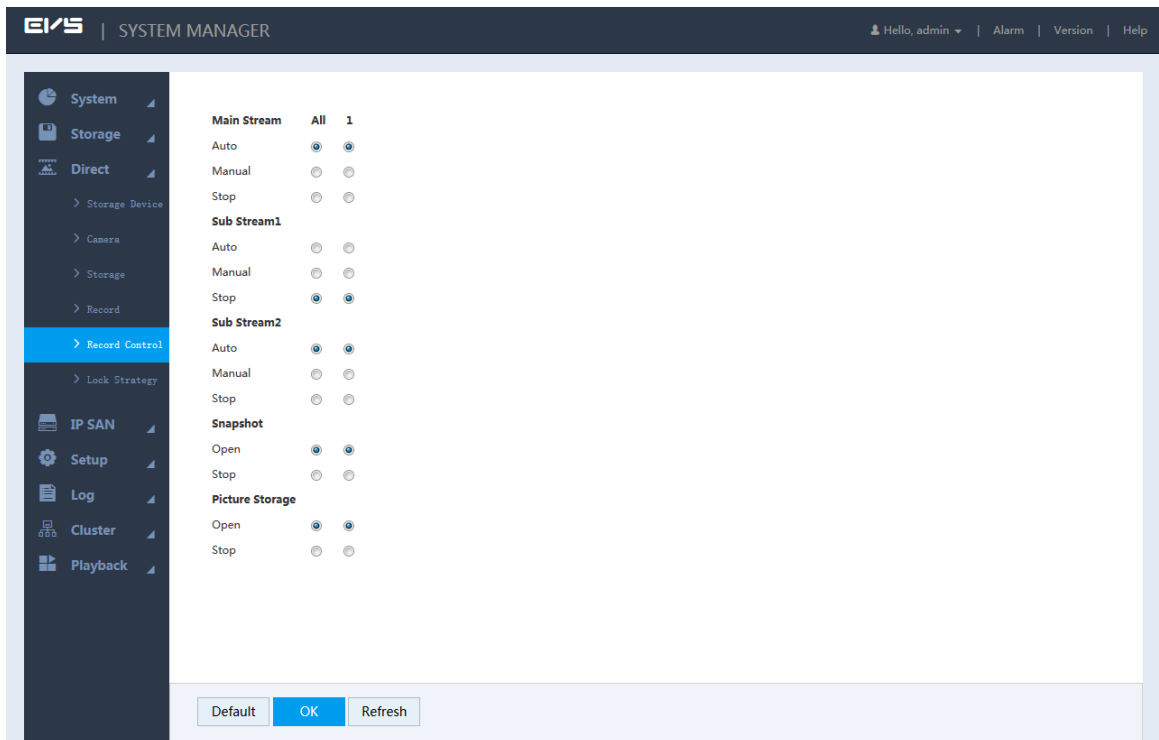 EVS | SYSTEM MANAGER
Hello, admin | Alarm | Version | Help
System
Storage
Direct
> Storage Device
> Camera
> Storage
> Record
> Record Control
> Lock Strategy
IP SAN
Setup
Log
Cluster
Playback
Main Stream All 1
Auto
Manual
Stop
Sub Stream1
Auto
Manual
Stop
Sub Stream2
Auto
Manual
Stop
Snapshot
Open
Stop
Picture Storage
Open
Stop
Default OK Refresh